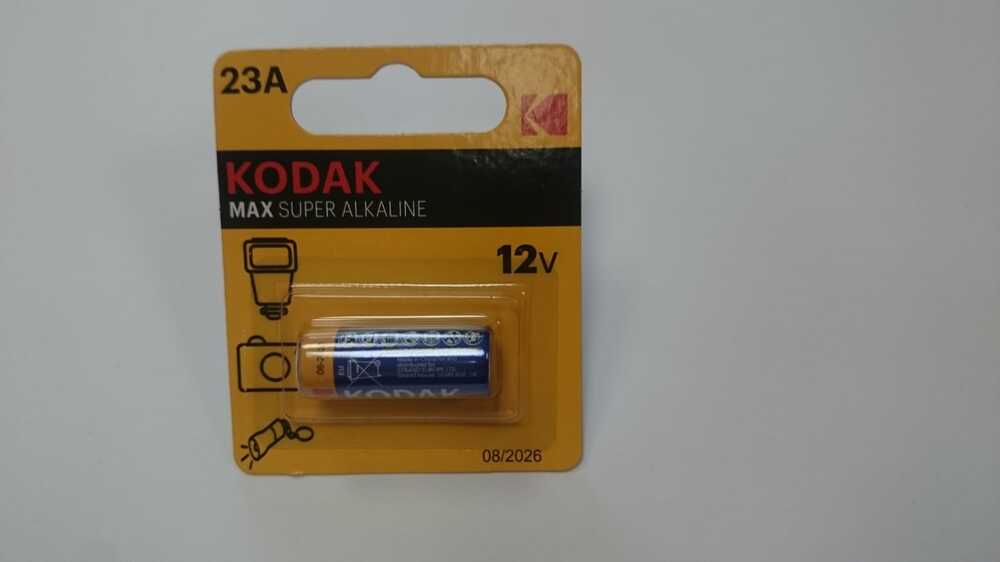 23A
KODAK
MAX SUPER ALKALINE
12V
KODAK
08/2026